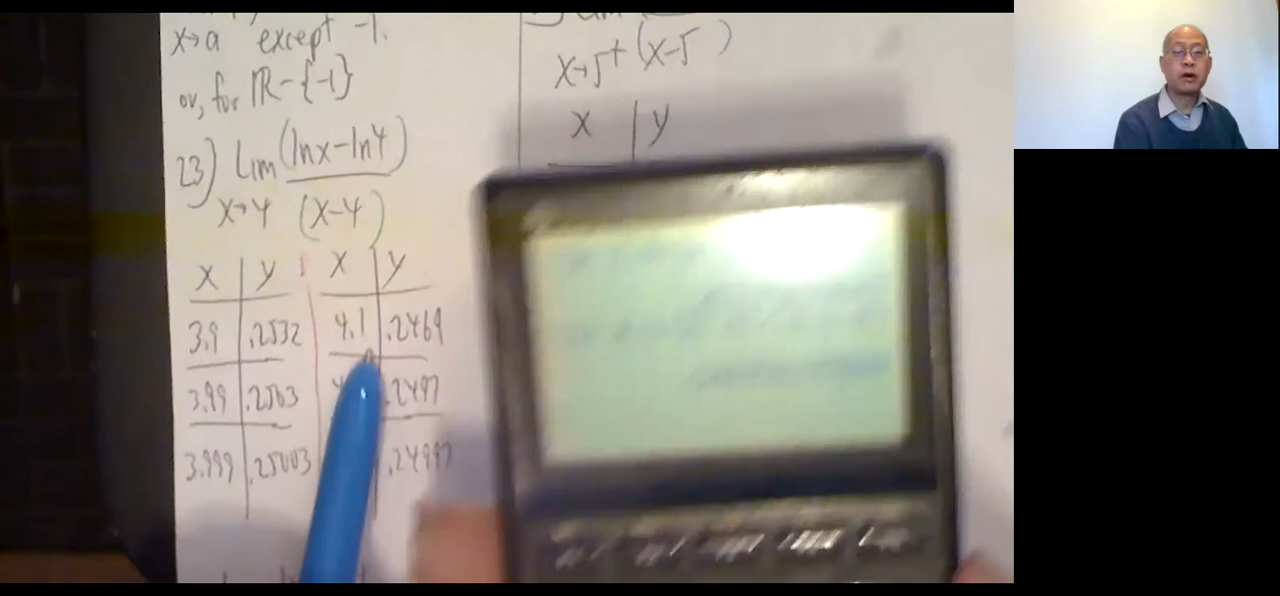 x→a except -1.
or, for ℝ-{-1}
23) Lim (lnx-ln4)
x→4 (x-4)
x y x y
3.9 .2532 4.1 .2469
3.99 .2503 .2497
3.999 .25003 .24997
x→5+ (x-5)
x y